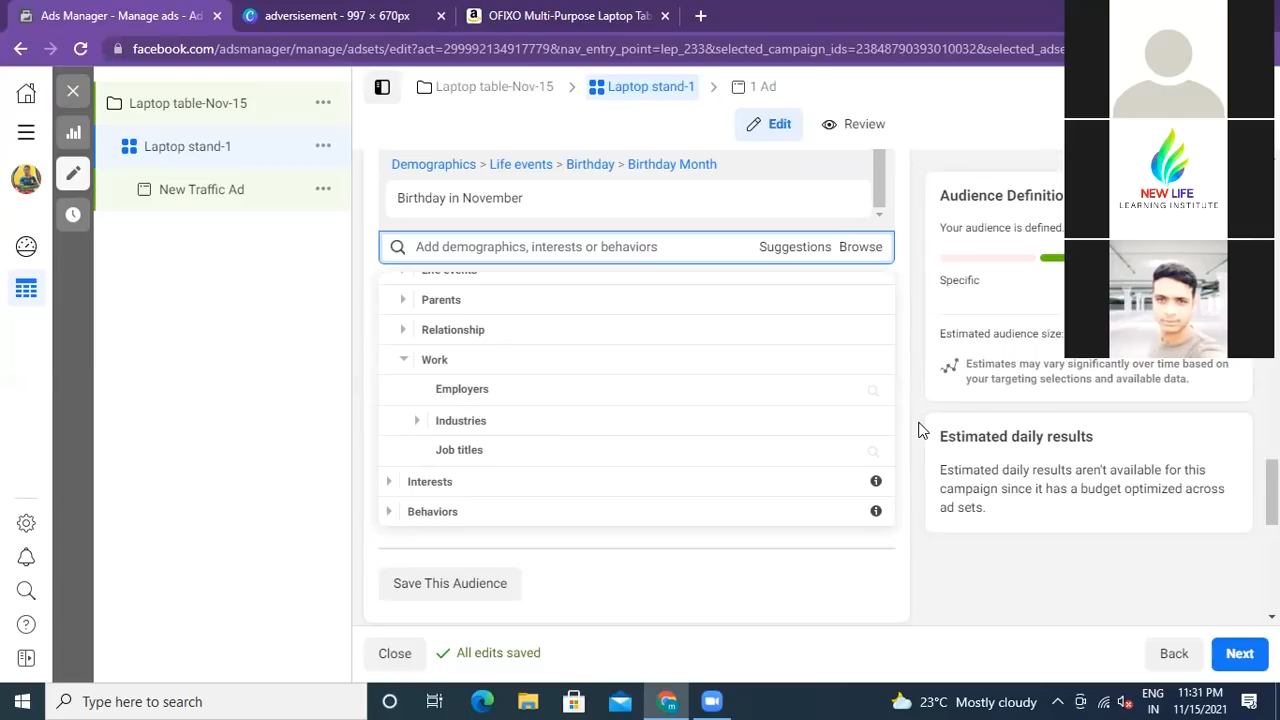 Ads Manager - Manage ads - Ad
advertisement - 997 × 670px
OFIXO Multi-Purpose Laptop Tab
facebook.com/adsmanager/manage/adsets/edit?act=299992134917779&nav_entry_point=lep_233&selected_campaign_ids=23848790393010032&selected_adse
Laptop table-Nov-15
Laptop stand-1
New Traffic Ad
Laptop table-Nov-15 > Laptop stand-1 > 1 Ad
Edit
Review
Demographics > Life events > Birthday > Birthday Month
Birthday in November
Add demographics, interests or behaviors
Suggestions
Browse
Life events
Parents
Relationship
Work
Employers
Industries
Job titles
Interests
Behaviors
Save This Audience
Audience Definitio
Your audience is defined.
Specific
Estimated audience size:
Estimates may vary significantly over time based on
your targeting selections and available data.
Estimated daily results
Estimated daily results aren't available for this
campaign since it has a budget optimized across
ad sets.
NEW LIFE
LEARNING INSTITUTE
Close
All edits saved
Back
Next
Type here to search
23°C Mostly cloudy
ENG
IN
11:31 PM
11/15/2021